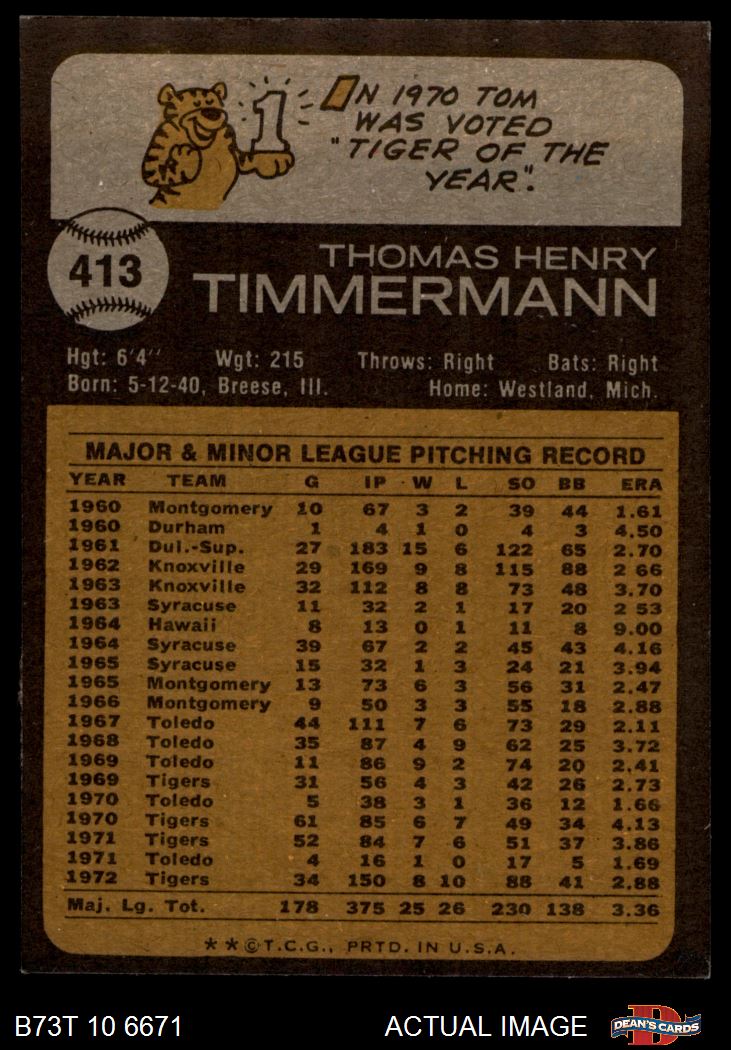 1
IN 1970 TOM
WAS VOTED
"TIGER OF THE
YEAR".
413
THOMAS HENRY
TIMMERMANN
Hgt: 6'4" Wgt: 215 Throws: Right Bats: Right
Born: 5-12-40, Breese, Ill. Home: Westland, Mich.
MAJOR & MINOR LEAGUE PITCHING RECORD
YEAR TEAM G IP W L SO BB ERA
1960 Montgomery 10 67 3 2 39 44 1.61
1960 Durham 1 4 1 0 4 3 4.50
1961 Dul.-Sup. 27 183 15 6 122 65 2.70
1962 Knoxville 29 169 9 8 115 88 2 66
1963 Knoxville 32 112 8 8 73 48 3.70
1963 Syracuse 11 32 2 1 17 20 2 53
1964 Hawaii 8 13 0 1 11 8 9.00
1964 Syracuse 39 67 2 2 45 43 4.16
1965 Syracuse 15 32 1 3 24 21 3.94
1965 Montgomery 13 73 6 3 56 31 2.47
1966 Montgomery 9 50 3 3 55 18 2.88
1967 Toledo 44 111 7 6 73 29 2.11
1968 Toledo 35 87 4 9 62 25 3.72
1969 Toledo 11 86 9 2 74 20 2.41
1969 Tigers 31 56 4 3 42 26 2.73
1970 Toledo 5 38 3 1 36 12 1.66
1970 Tigers 61 85 6 7 49 34 4.13
1971 Tigers 52 84 7 6 51 37 3.86
1971 Toledo 4 16 1 0 17 5 1.69
1972 Tigers 34 150 8 10 88 41 2.88
Maj. Lg. Tot. 178 375 25 26 230 138 3.36
**©T.C.G., PRTD. IN U.S.A.
B73T 10 6671 ACTUAL IMAGE D DEAN'S CARDS